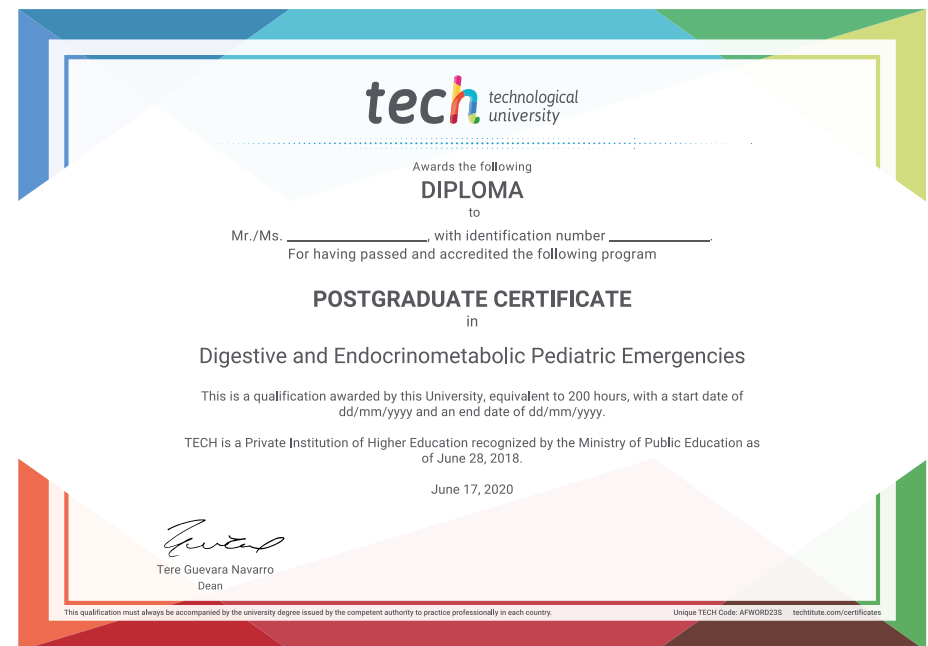 tech technological
university
Awards the following
DIPLOMA
to
Mr./Ms. ____________, with identification number ____________.
For having passed and accredited the following program
POSTGRADUATE CERTIFICATE
in
Digestive and Endocrinometabolic Pediatric Emergencies
This is a qualification awarded by this University, equivalent to 200 hours, with a start date of
dd/mm/yyyy and an end date of dd/mm/yyyy.
TECH is a Private Institution of Higher Education recognized by the Ministry of Public Education as
of June 28, 2018.
June 17, 2020
Tere Guevara Navarro
Dean
This qualification must always be accompanied by the university degree issued by the competent authority to practice professionally in each country. Unique TECH Code: AFWORD23S techtitute.com/certificates